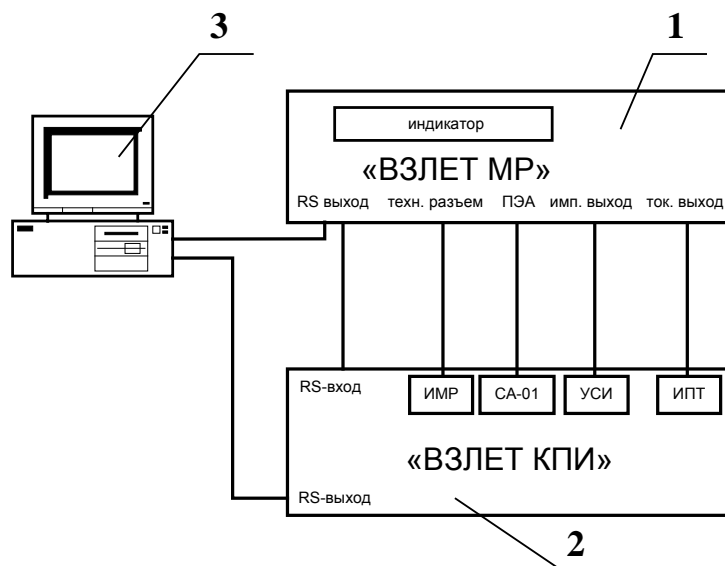 3
1
индикатор
«ВЗЛЕТ МР»
RS выход техн. разъем ПЭА имп. выход ток. выход
RS-вход
ИМР СА-01 УСИ ИПТ
«ВЗЛЕТ КПИ»
RS-выход
2